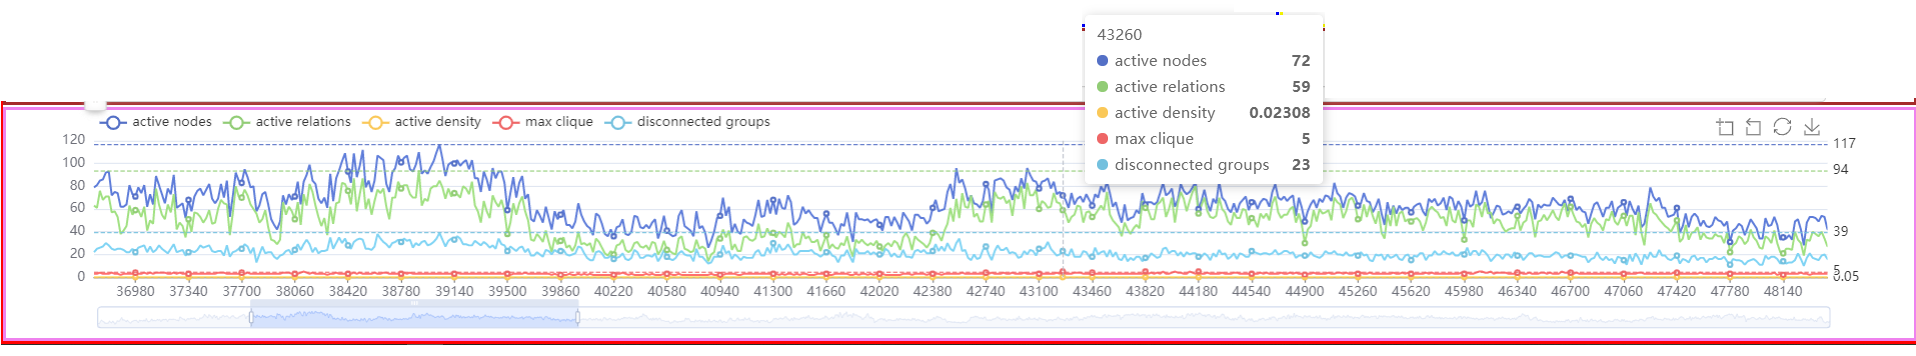 43260
active nodes 72
active relations 59
active density 0.02308
max clique 5
disconnected groups 23
active nodes active relations active density max clique disconnected groups
120
117
100
94
80
60
40
39
20
5
0
0.05
36980 37340 37700 38060 38420 38780 39140 39500 39860 40220 40580 40940 41300 41660 42020 42380 42740 43100 43460 43820 44180 44540 44900 45260 45620 45980 46340 46700 47060 47420 47780 48140